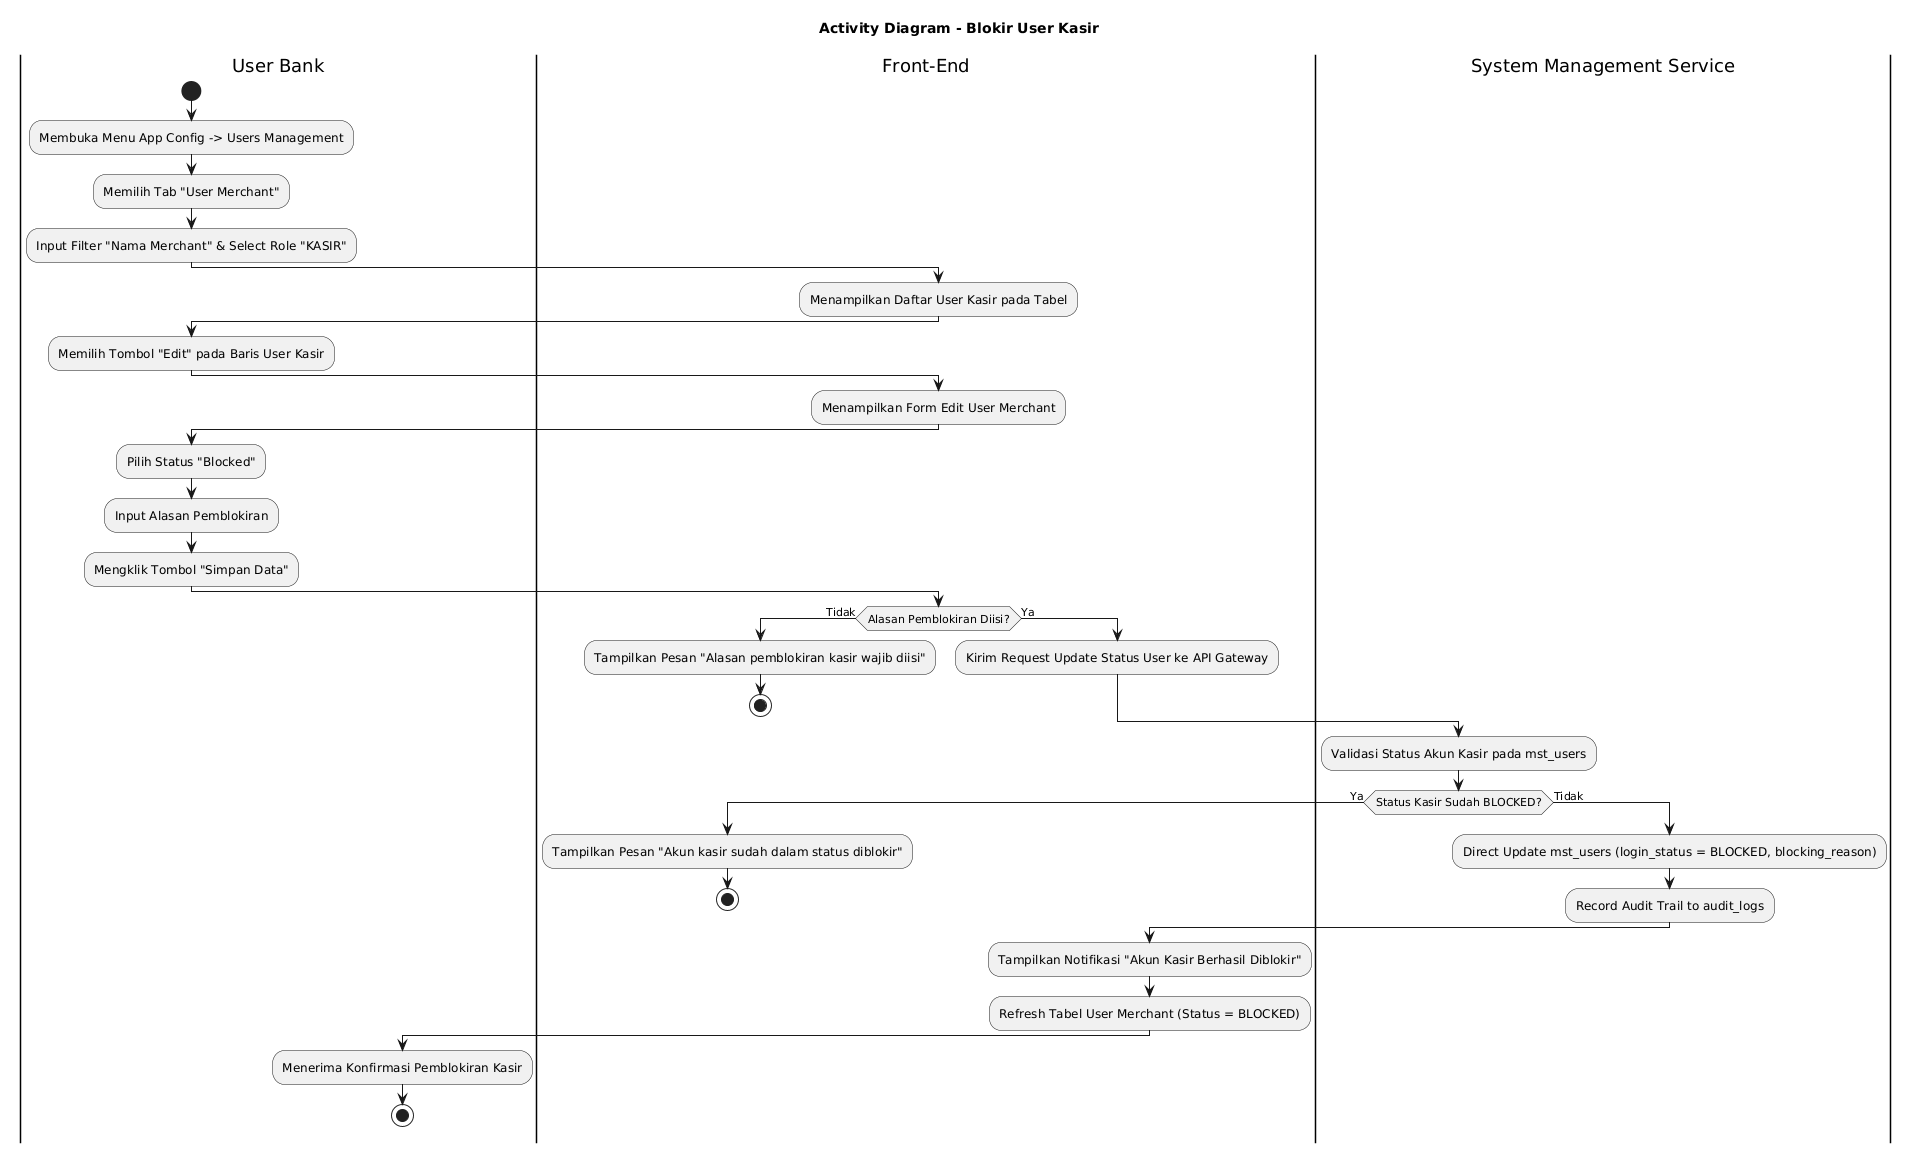 Activity Diagram - Blokir User Kasir
User Bank
Front-End
System Management Service
Membuka Menu App Config -> Users Management
Memilih Tab "User Merchant"
Input Filter "Nama Merchant" & Select Role "KASIR"
Menampilkan Daftar User Kasir pada Tabel
Memilih Tombol "Edit" pada Baris User Kasir
Menampilkan Form Edit User Merchant
Pilih Status "Blocked"
Input Alasan Pemblokiran
Mengklik Tombol "Simpan Data"
Tidak
Alasan Pemblokiran Diisi?
Ya
Tampilkan Pesan "Alasan pemblokiran kasir wajib diisi"
Kirim Request Update Status User ke API Gateway
Validasi Status Akun Kasir pada mst_users
Ya
Status Kasir Sudah BLOCKED?
Tidak
Tampilkan Pesan "Akun kasir sudah dalam status diblokir"
Direct Update mst_users (login_status = BLOCKED, blocking_reason)
Record Audit Trail to audit_logs
Tampilkan Notifikasi "Akun Kasir Berhasil Diblokir"
Refresh Tabel User Merchant (Status = BLOCKED)
Menerima Konfirmasi Pemblokiran Kasir